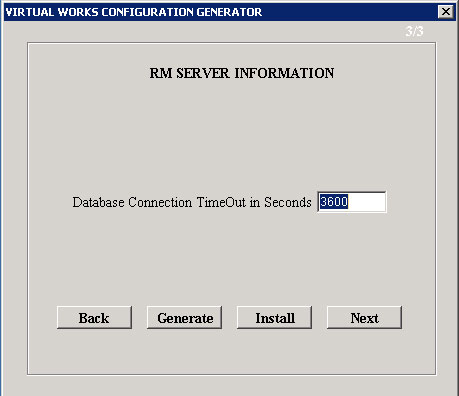 VIRTUAL WORKS CONFIGURATION GENERATOR
3/3
RM SERVER INFORMATION
Database Connection TimeOut in Seconds 3600
Back Generate Install Next